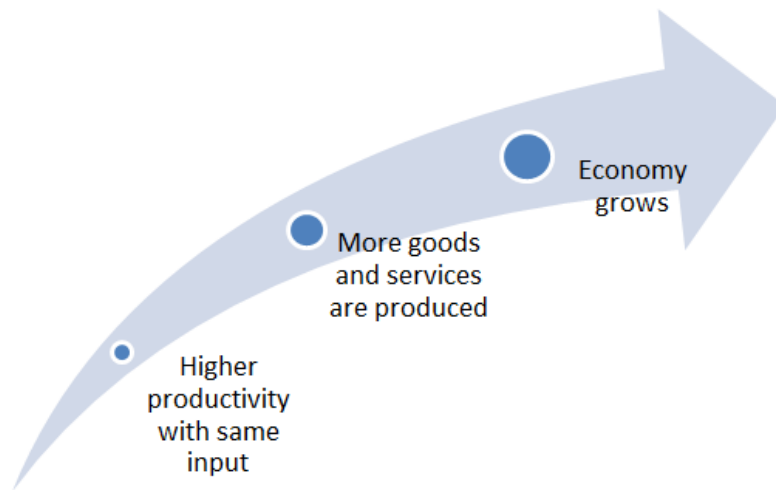 Economy
grows
More goods
and services
are produced
Higher
productivity
with same
input